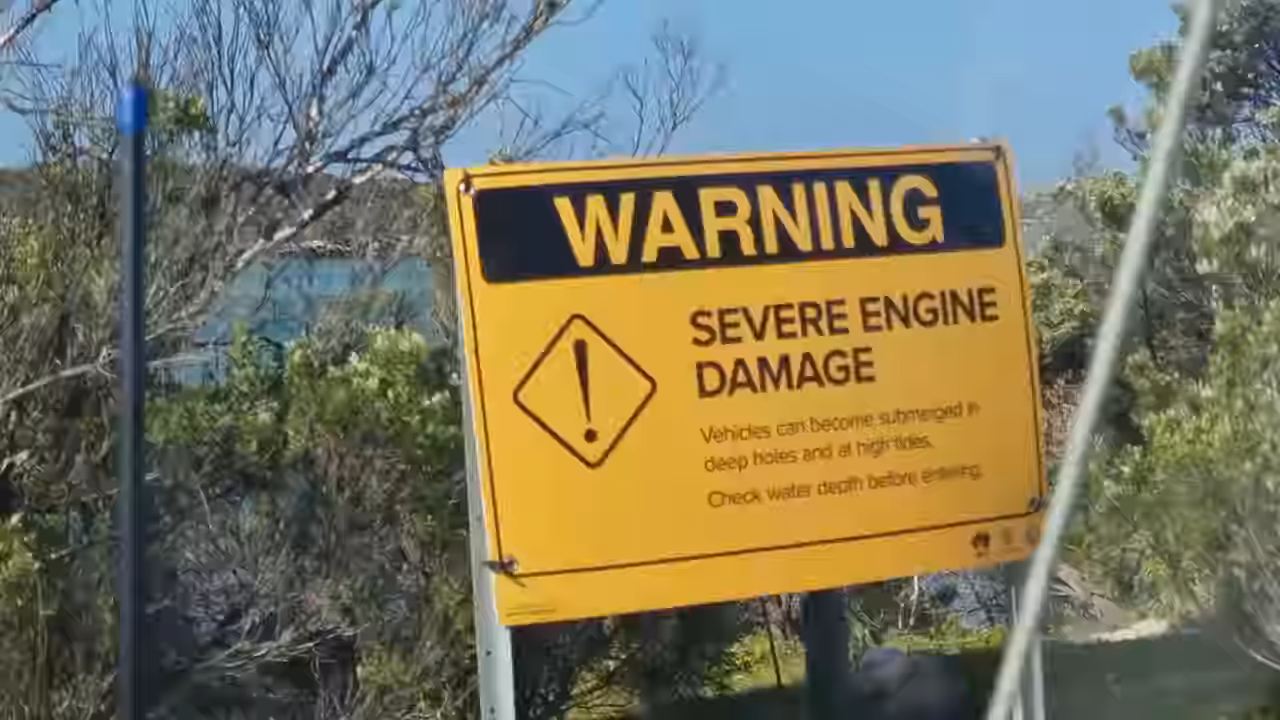 WARNING
SEVERE ENGINE
DAMAGE
Vehicles can become submerged in
deep holes and at high tides.
Check water depth before entering.